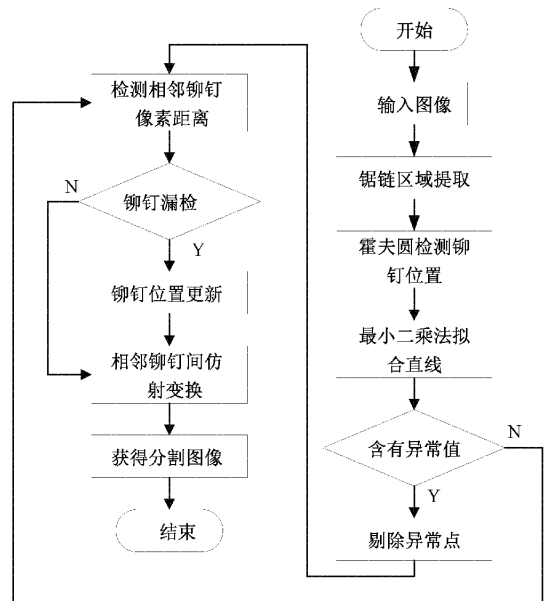 开始
输入图像
锯链区域提取
霍夫圆检测铆
钉位置
最小二乘法拟
合直线
含有异常值
N
Y
剔除异常点
检测相邻铆钉
像素距离
N
铆钉漏检
Y
铆钉位置更新
相邻铆钉间仿
射变换
获得分割图像
结束